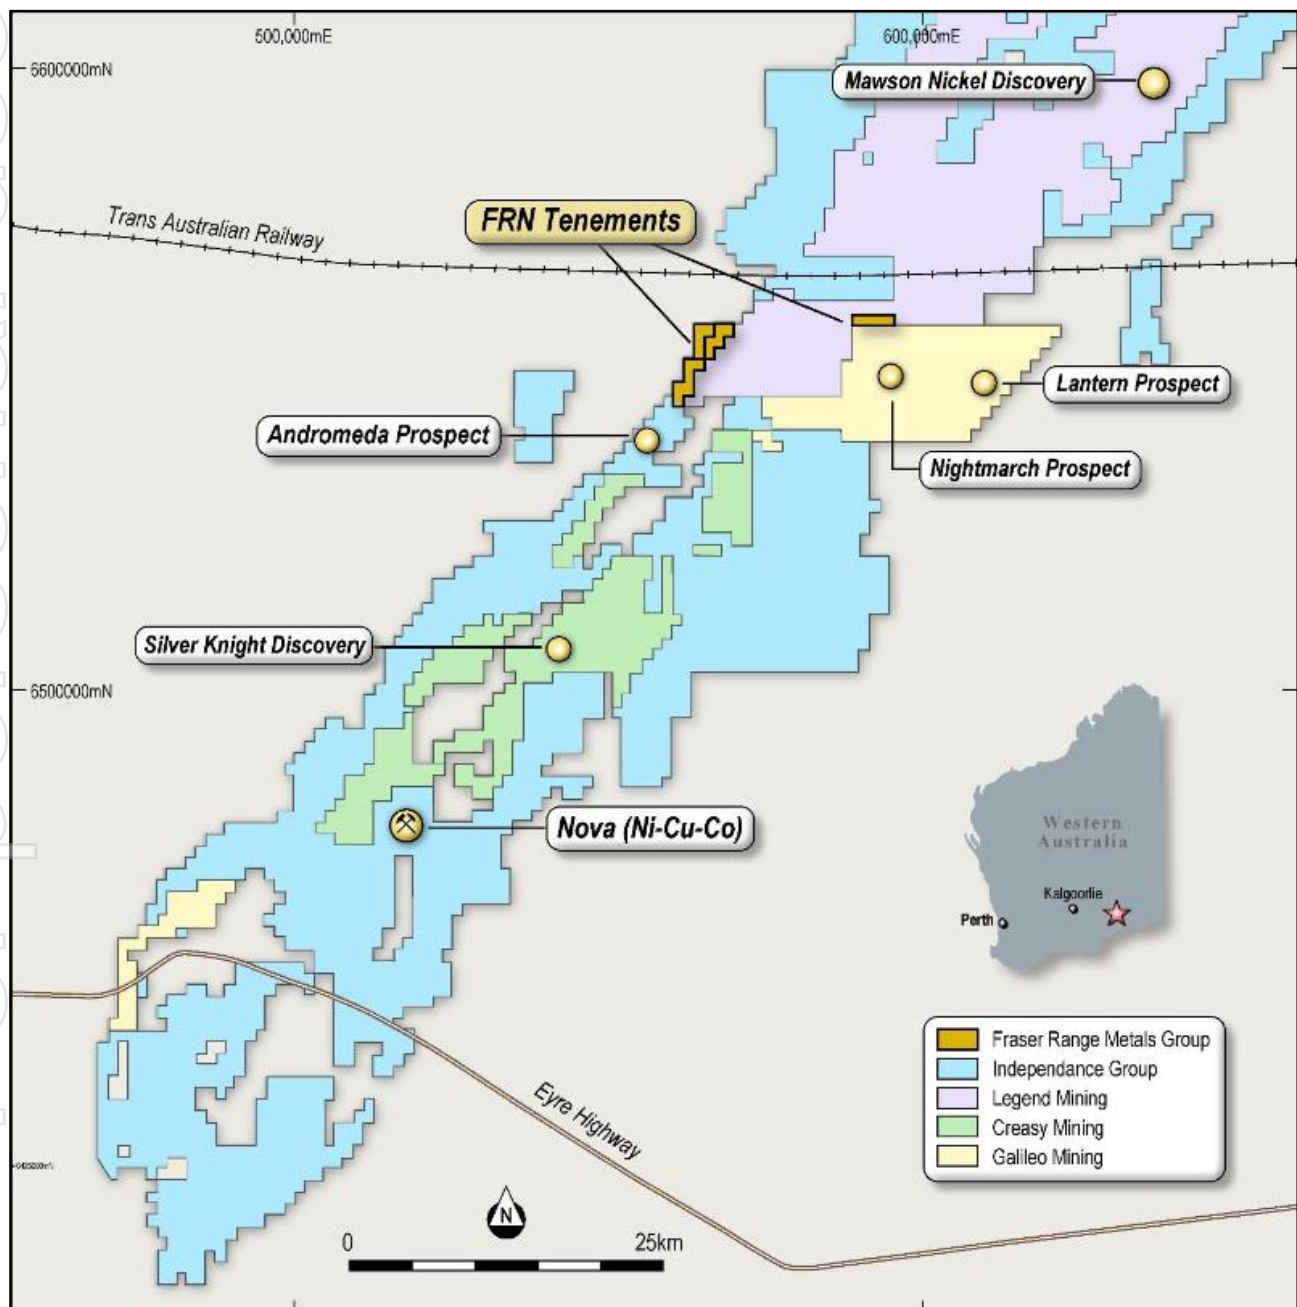 500,000mE
600,000mE
6600000mN
Mawson Nickel Discovery
Trans Australian Railway
FRN Tenements
Lantern Prospect
Andromeda Prospect
Nightmarch Prospect
Silver Knight Discovery
6500000mN
Nova (Ni-Cu-Co)
Western
Australia
Kalgoorlie
Perth
Eyre Highway
Fraser Range Metals Group
Independance Group
Legend Mining
Creasy Mining
Galileo Mining
N
0
25km